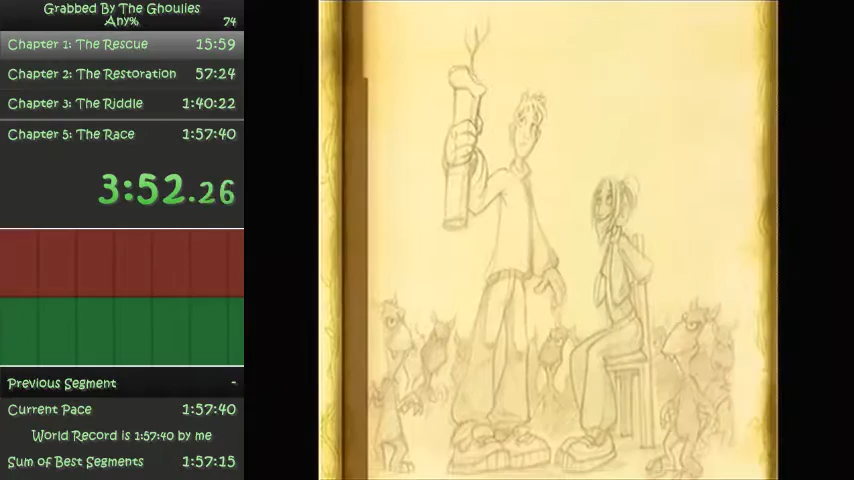 Grabbed By The Ghoulies
Any%
74
Chapter 1: The Rescue 15:59
Chapter 2: The Restoration 57:24
Chapter 3: The Riddle 1:40:22
Chapter 5: The Race 1:57:40
3:52.26
Previous Segment -
Current Pace 1:57:40
World Record is 1:57:40 by me
Sum of Best Segments 1:57:15